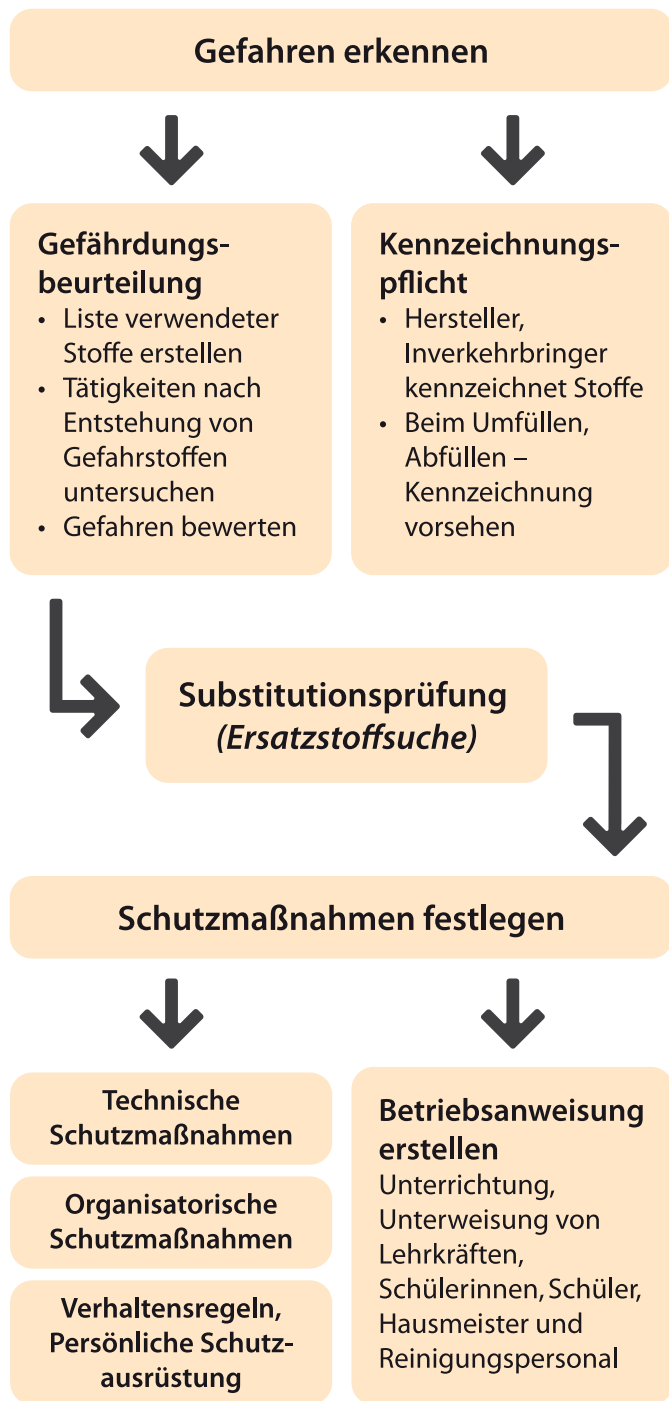 Gefahren erkennen
Gefährdungs-
beurteilung
• Liste verwendeter
Stoffe erstellen
• Tätigkeiten nach
Entstehung von
Gefahrstoffen
untersuchen
• Gefahren bewerten
Kennzeichnungs-
pflicht
• Hersteller,
Inverkehrbringer
kennzeichnet Stoffe
• Beim Umfüllen,
Abfüllen –
Kennzeichnung
vorsehen
Substitutionsprüfung
(Ersatzstoffsuche)
Schutzmaßnahmen festlegen
Technische
Schutzmaßnahmen
Organisatorische
Schutzmaßnahmen
Verhaltensregeln,
Persönliche Schutz-
ausrüstung
Betriebsanweisung
erstellen
Unterrichtung,
Unterweisung von
Lehrkräften,
Schülerinnen, Schüler,
Hausmeister und
Reinigungspersonal